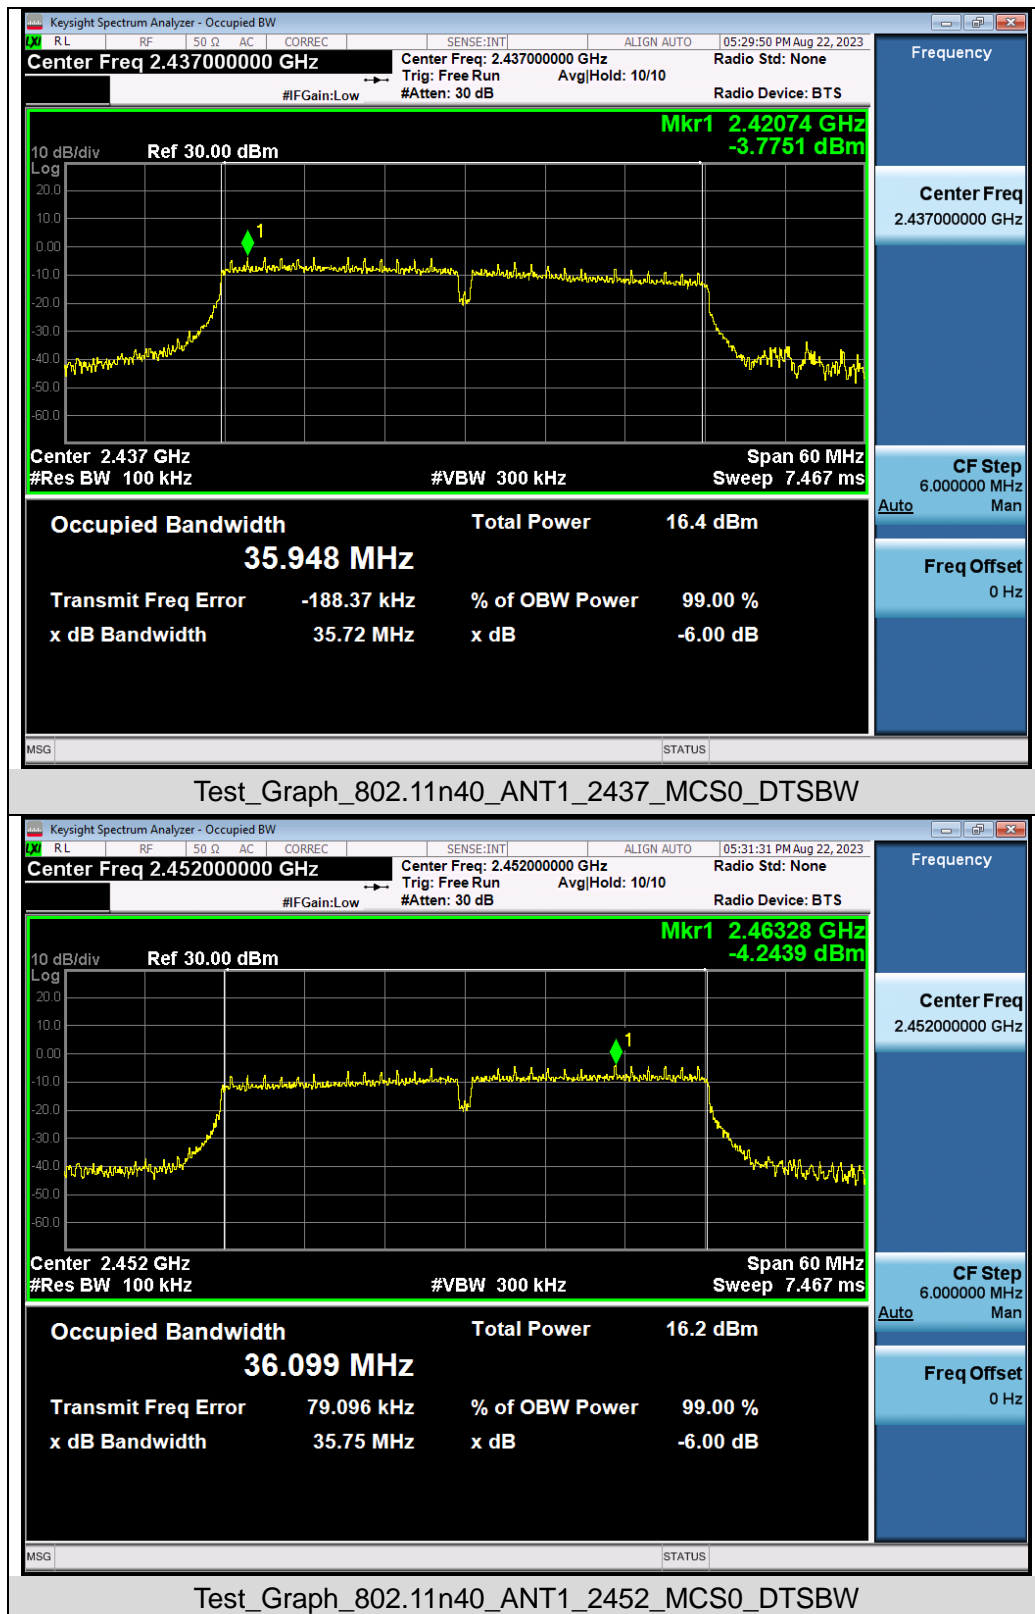 Keysight Spectrum Analyzer - Occupied BW
LXI RL RF 50 Ω AC CORREC SENSE:INT ALIGN AUTO 05:29:50 PM Aug 22, 2023
Center Freq 2.437000000 GHz
Center Freq: 2.437000000 GHz Radio Std: None
Trig: Free Run Avg|Hold: 10/10
#IFGain:Low #Atten: 30 dB Radio Device: BTS
Frequency
Mkr1 2.42074 GHz
-3.7751 dBm
10 dB/div Ref 30.00 dBm
Log
20.0
10.0
0.00
-10.0
-20.0
-30.0
-40.0
-50.0
-60.0
1
Center 2.437 GHz Span 60 MHz
#Res BW 100 kHz #VBW 300 kHz Sweep 7.467 ms
Center Freq
2.437000000 GHz
CF Step
6.000000 MHz
Auto Man
Freq Offset
0 Hz
Occupied Bandwidth Total Power 16.4 dBm
35.948 MHz
Transmit Freq Error -188.37 kHz % of OBW Power 99.00 %
x dB Bandwidth 35.72 MHz x dB -6.00 dB
MSG STATUS
Test_Graph_802.11n40_ANT1_2437_MCS0_DTSBW
Keysight Spectrum Analyzer - Occupied BW
LXI RL RF 50 Ω AC CORREC SENSE:INT ALIGN AUTO 05:31:31 PM Aug 22, 2023
Center Freq 2.452000000 GHz
Center Freq: 2.452000000 GHz Radio Std: None
Trig: Free Run Avg|Hold: 10/10
#IFGain:Low #Atten: 30 dB Radio Device: BTS
Frequency
Mkr1 2.46328 GHz
-4.2439 dBm
10 dB/div Ref 30.00 dBm
Log
20.0
10.0
0.00
-10.0
-20.0
-30.0
-40.0
-50.0
-60.0
1
Center 2.452 GHz Span 60 MHz
#Res BW 100 kHz #VBW 300 kHz Sweep 7.467 ms
Center Freq
2.452000000 GHz
CF Step
6.000000 MHz
Auto Man
Freq Offset
0 Hz
Occupied Bandwidth Total Power 16.2 dBm
36.099 MHz
Transmit Freq Error 79.096 kHz % of OBW Power 99.00 %
x dB Bandwidth 35.75 MHz x dB -6.00 dB
MSG STATUS
Test_Graph_802.11n40_ANT1_2452_MCS0_DTSBW